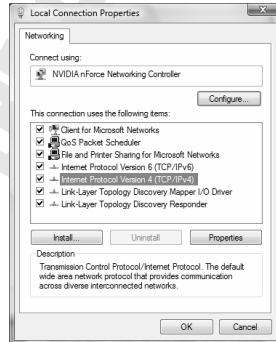 Local Connection Properties
Networking
Connect using:
NVIDIA nForce Networking Controller
Configure...
This connection uses the following items:
Client for Microsoft Networks
QoS Packet Scheduler
File and Printer Sharing for Microsoft Networks
Internet Protocol Version 6 (TCP/IPv6)
Internet Protocol Version 4 (TCP/IPv4)
Link-Layer Topology Discovery Mapper I/O Driver
Link-Layer Topology Discovery Responder
Install...
Uninstall
Properties
Description
Transmission Control Protocol/Internet Protocol. The default
wide area network protocol that provides communication
across diverse interconnected networks.
OK
Cancel